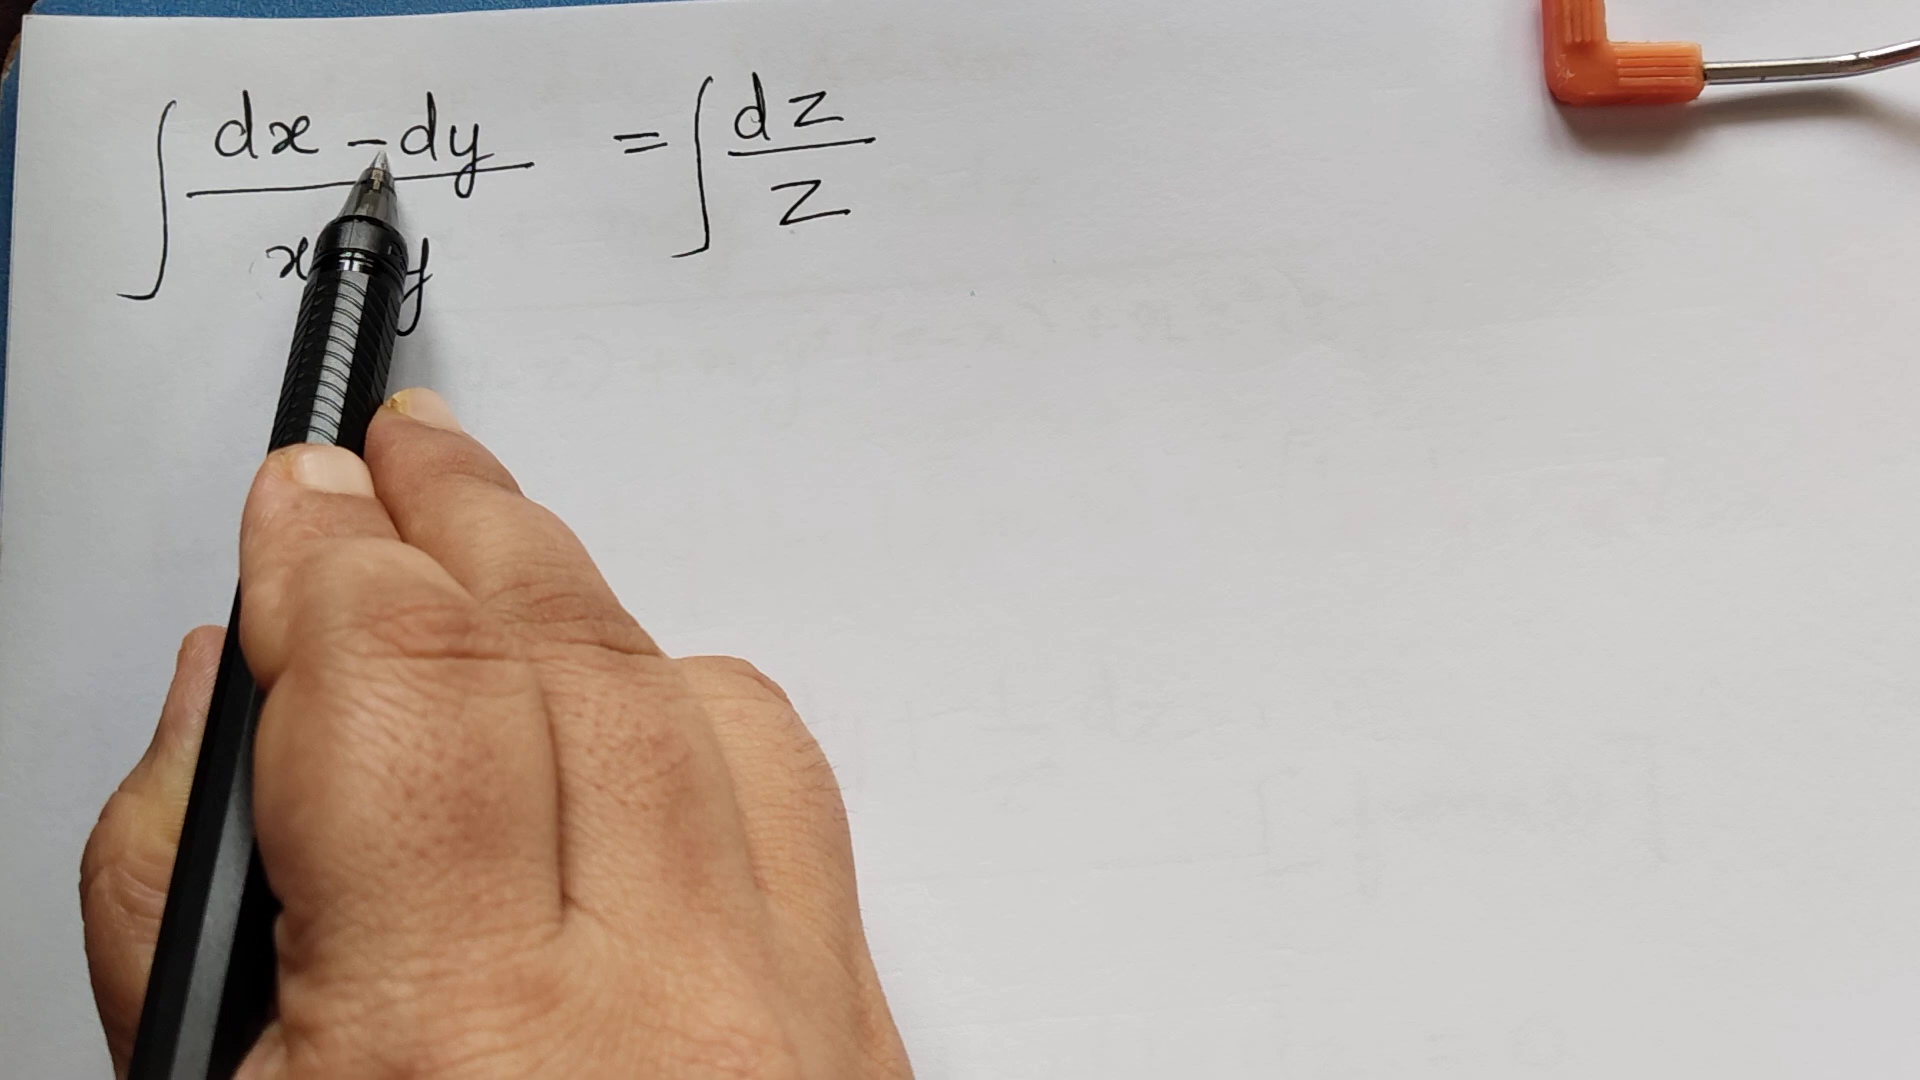 ∫ dx - dy / x y = ∫ dz / z